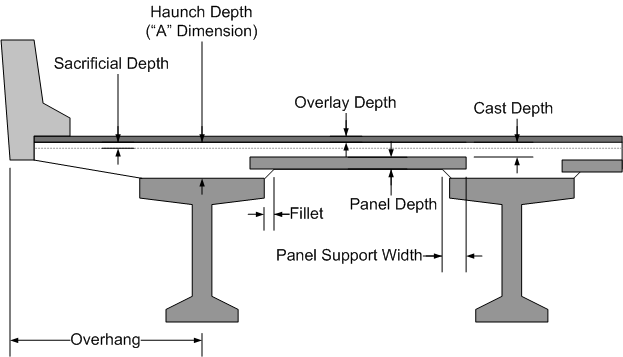 Haunch Depth
(“A” Dimension)
Sacrificial Depth
Overlay Depth
Cast Depth
Panel Depth
Fillet
Panel Support Width
Overhang